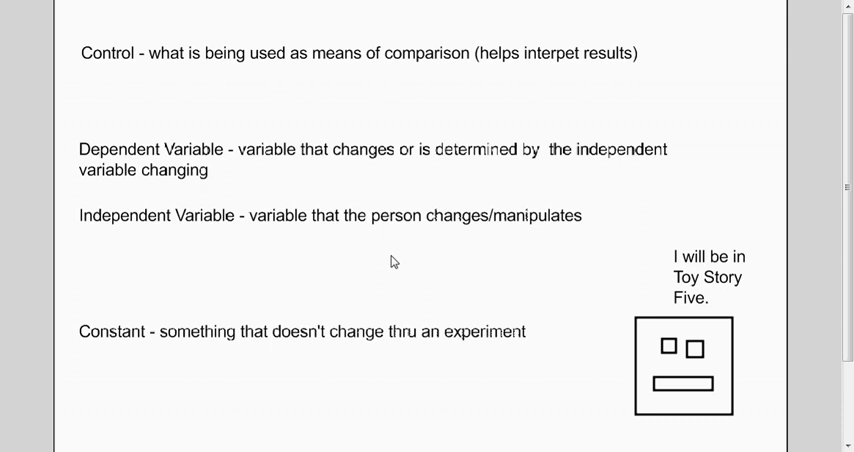 Control - what is being used as means of comparison (helps interpet results)
Dependent Variable - variable that changes or is determined by  the independent
variable changing
Independent Variable - variable that the person changes/manipulates
I will be in
Toy Story
Five.
Constant - something that doesn't change thru an experiment